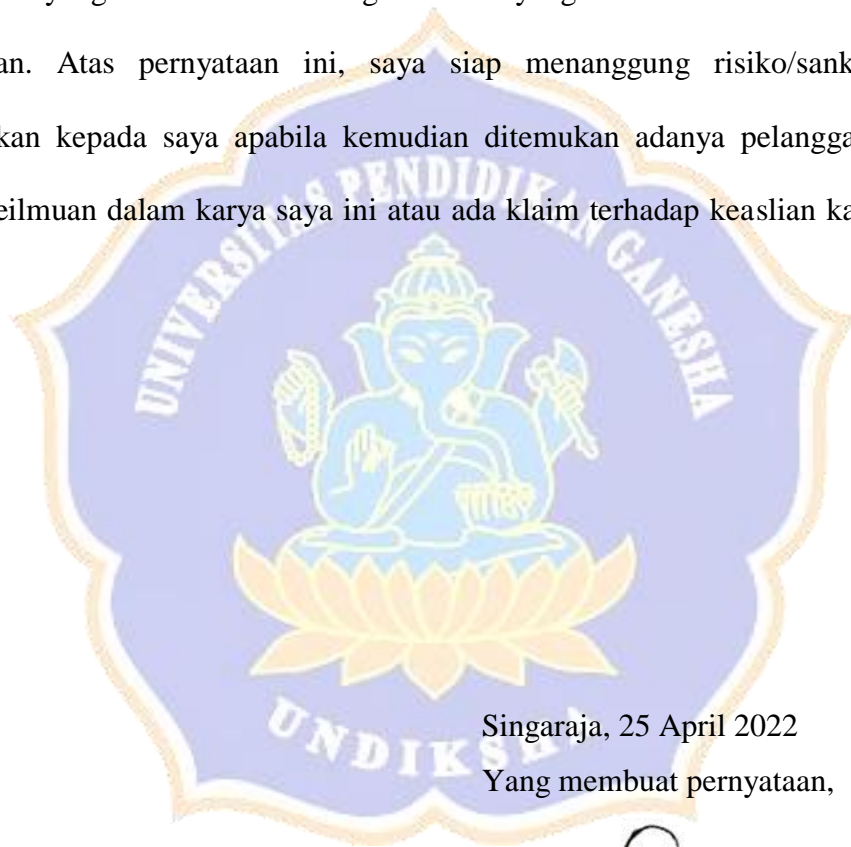 an. Atas pernyataan ini, saya siap menanggung risiko/sank
kan kepada saya apabila kemudian ditemukan adanya pelangga
eilmuan dalam karya saya ini atau ada klaim terhadap keaslian ka
UNIVERSITAS PENDIDIKAN GANESHA
UNDIKSHA
Singaraja, 25 April 2022
Yang membuat pernyataan,